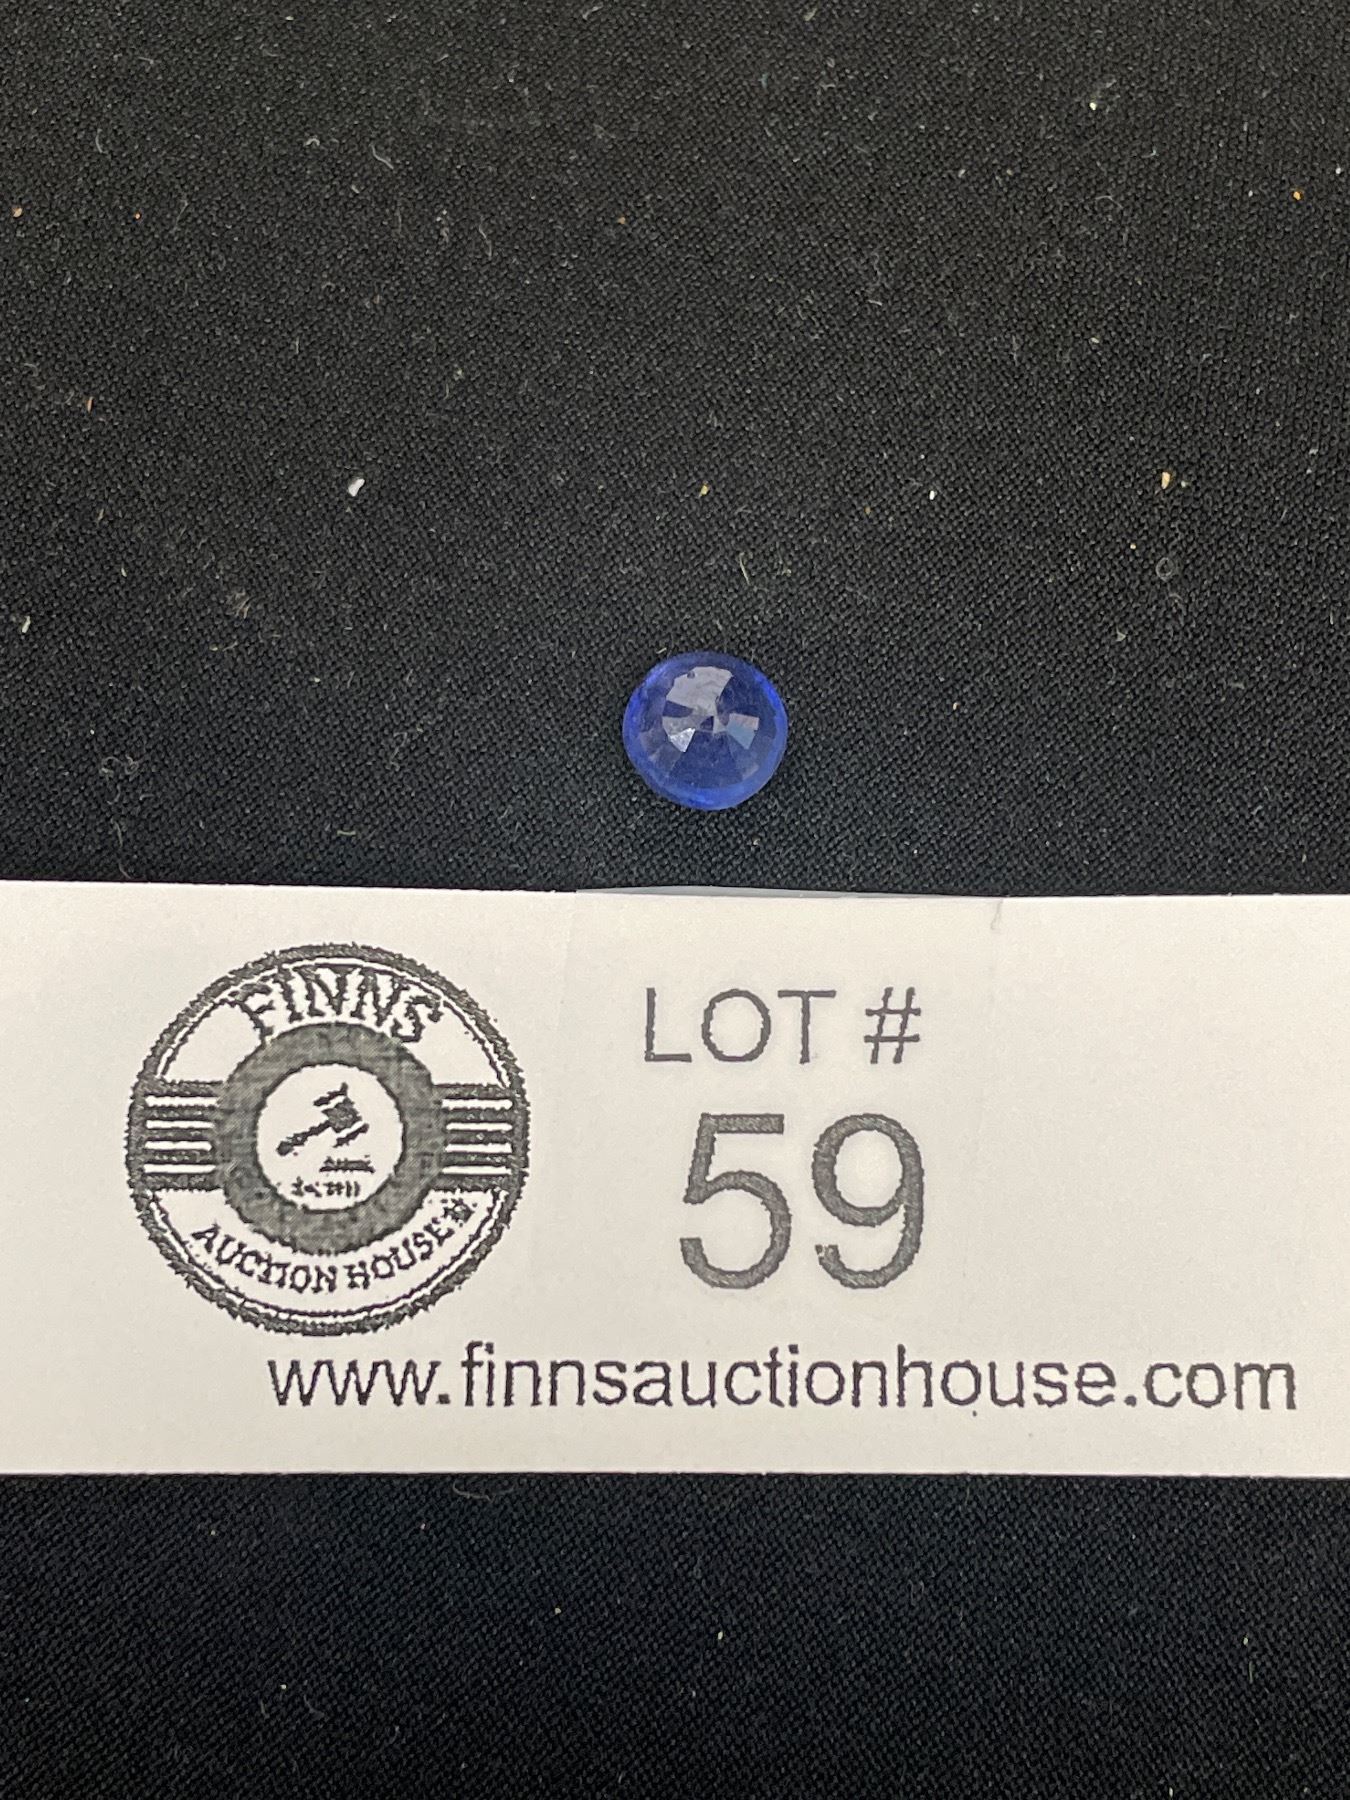 FINNS
AUCTION HOUSE
LOT #
59
www.finnsauctionhouse.com